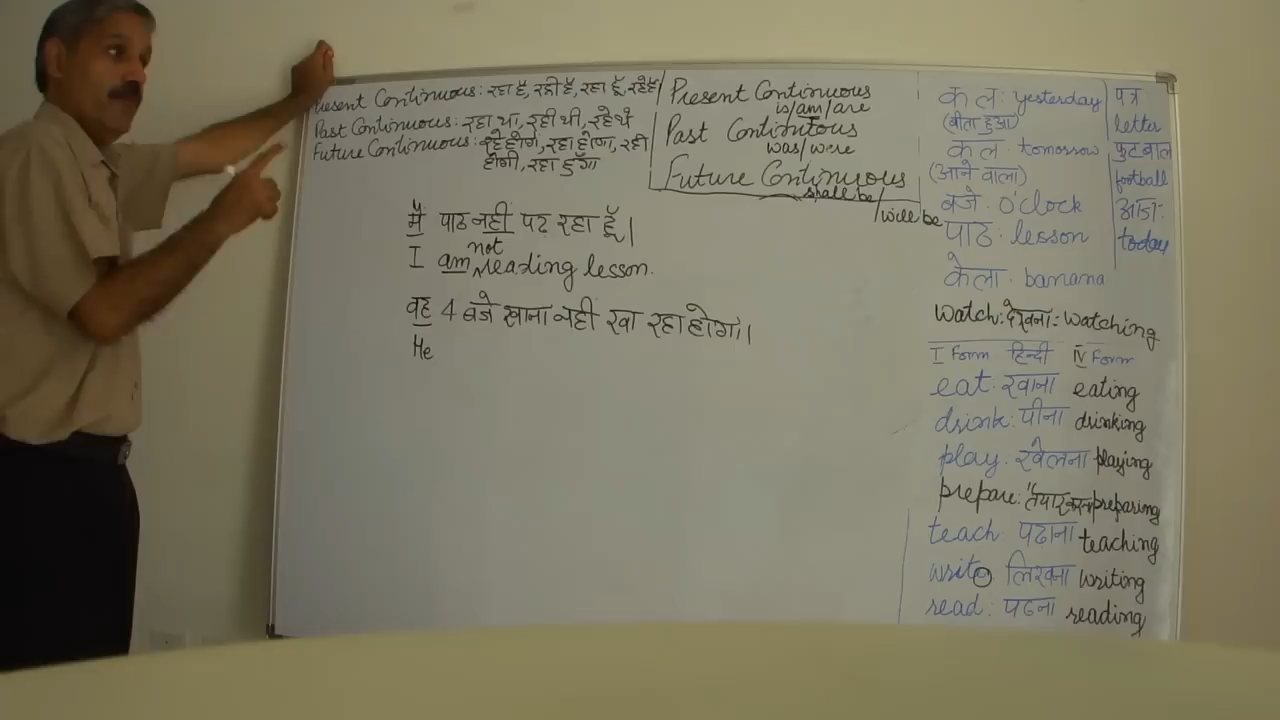 Present Continuous: रहा है, रही है, रहा हूँ, रहे हैं
Past Continuous: रहा था, रही थी, रहे थे
Future Continuous: रहे होंगे, रहा होगा, रही
होगी, रहा हुँगा
Present Continuous
is/am/are
Past Continuous
was/were
Future Continuous
shall be
/will be
मैं पाठ नही पढ रहा हूँ।
not
I am reading lesson.
वह 4 बजे खाना नही खा रहा होगा।
He
कल: yesterday
(बीता हुआ)
कल. tomorrow
(आने वाला)
बजे. o'clock
पाठ: lesson
केला. banana
पत्र
letter
फुटबाल
football
आज:
today
watch: देखना: watching
I Form हिन्दी IV Form
eat. खाना eating
drink: पीना drinking
play. खेलना playing
prepare: तैयार करना preparing
teach पढाना teaching
write लिखना writing
read: पढना reading